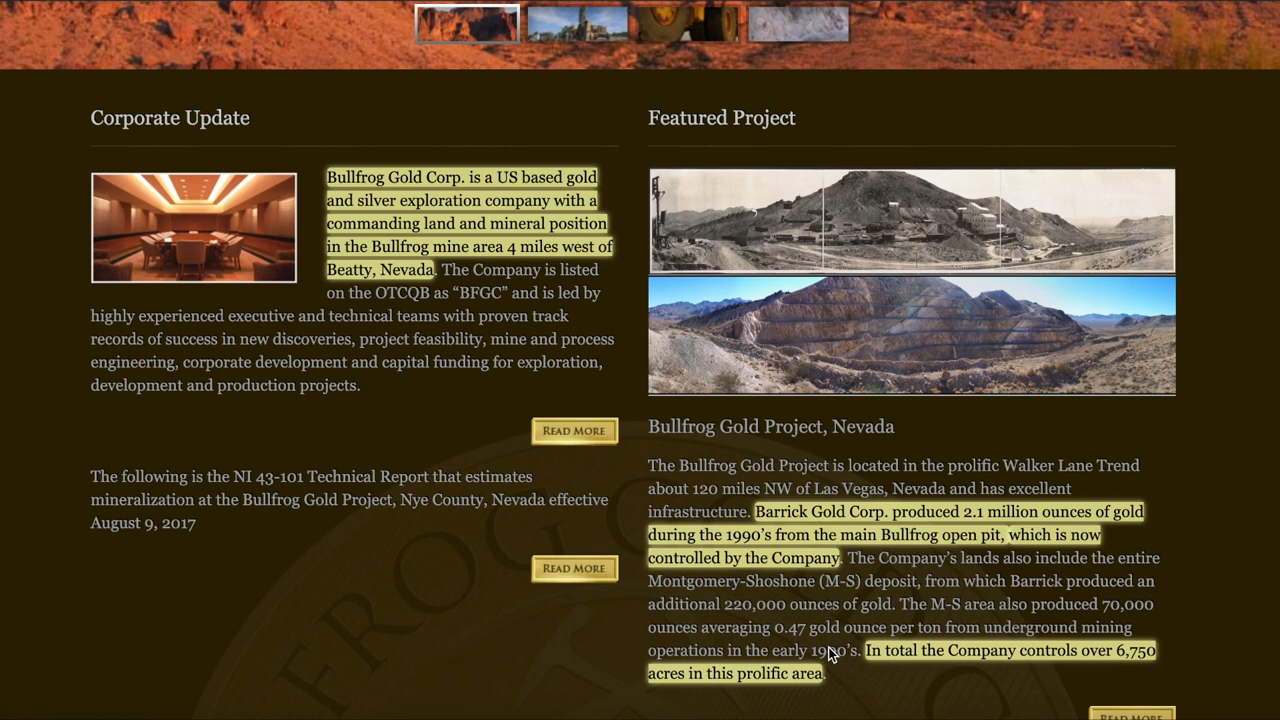 Corporate Update
Bullfrog Gold Corp. is a US based gold
and silver exploration company with a
commanding land and mineral position
in the Bullfrog mine area 4 miles west of
Beatty, Nevada. The Company is listed
on the OTCQB as “BFGC” and is led by
highly experienced executive and technical teams with proven track
records of success in new discoveries, project feasibility, mine and process
engineering, corporate development and capital funding for exploration,
development and production projects.
READ MORE
The following is the NI 43-101 Technical Report that estimates
mineralization at the Bullfrog Gold Project, Nye County, Nevada effective
August 9, 2017
READ MORE
Featured Project
Bullfrog Gold Project, Nevada
The Bullfrog Gold Project is located in the prolific Walker Lane Trend
about 120 miles NW of Las Vegas, Nevada and has excellent
infrastructure. Barrick Gold Corp. produced 2.1 million ounces of gold
during the 1990’s from the main Bullfrog open pit, which is now
controlled by the Company. The Company’s lands also include the entire
Montgomery-Shoshone (M-S) deposit, from which Barrick produced an
additional 220,000 ounces of gold. The M-S area also produced 70,000
ounces averaging 0.47 gold ounce per ton from underground mining
operations in the early 1900’s. In total the Company controls over 6,750
acres in this prolific area.
READ MORE
FROG GO